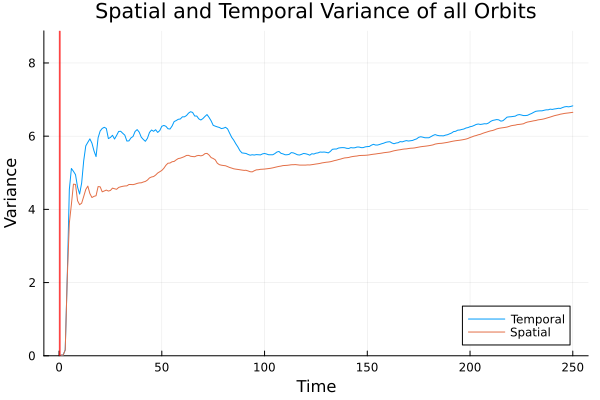 Spatial and Temporal Variance of all Orbits
Variance
8
6
4
2
0
0 50 100 150 200 250
Time
Temporal
Spatial